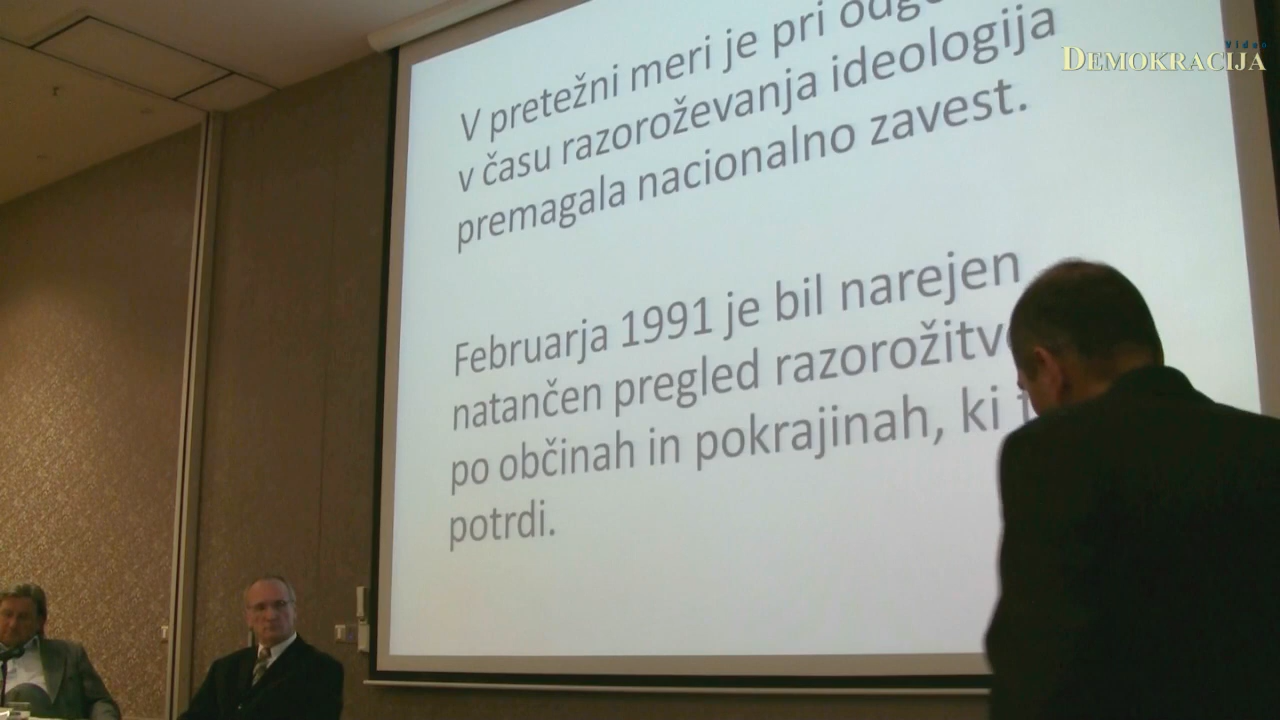 V pretežni meri je pri
v času razoroževanja ideologija
premagala nacionalno zavest.
Februarja 1991 je bil narejen
natančen pregled
po občinah in pokrajinah, ki
potrdi.
Video
DEMOKRACIJA